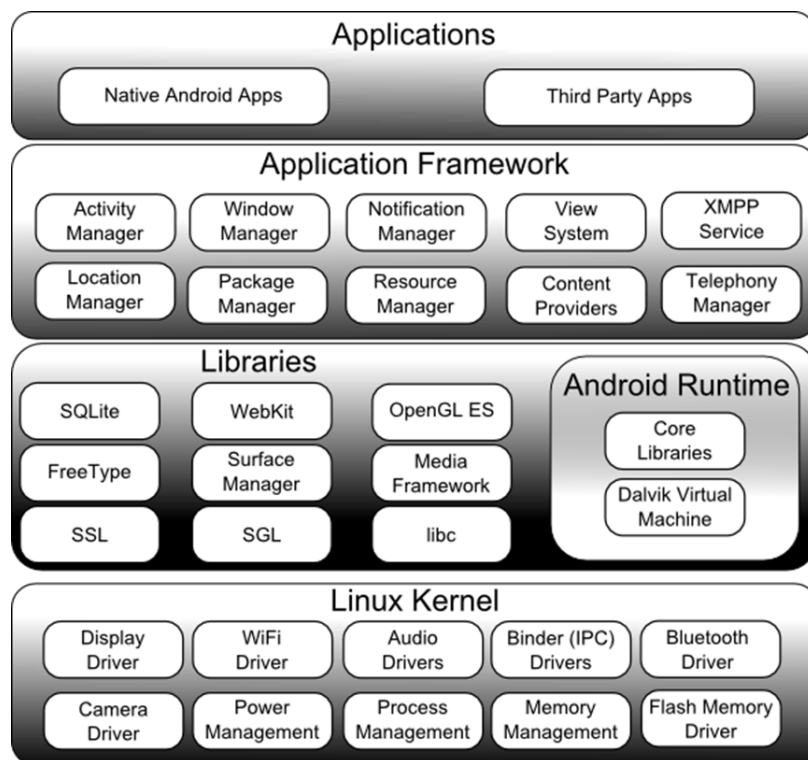 Applications
Native Android Apps
Third Party Apps
Application Framework
Activity
Manager
Window
Manager
Notification
Manager
View
System
XMPP
Service
Location
Manager
Package
Manager
Resource
Manager
Content
Providers
Telephony
Manager
Libraries
SQLite
WebKit
OpenGL ES
FreeType
Surface
Manager
Media
Framework
SSL
SGL
libc
Android Runtime
Core
Libraries
Dalvik Virtual
Machine
Linux Kernel
Display
Driver
WiFi
Driver
Audio
Drivers
Binder (IPC)
Drivers
Bluetooth
Driver
Camera
Driver
Power
Management
Process
Management
Memory
Management
Flash Memory
Driver